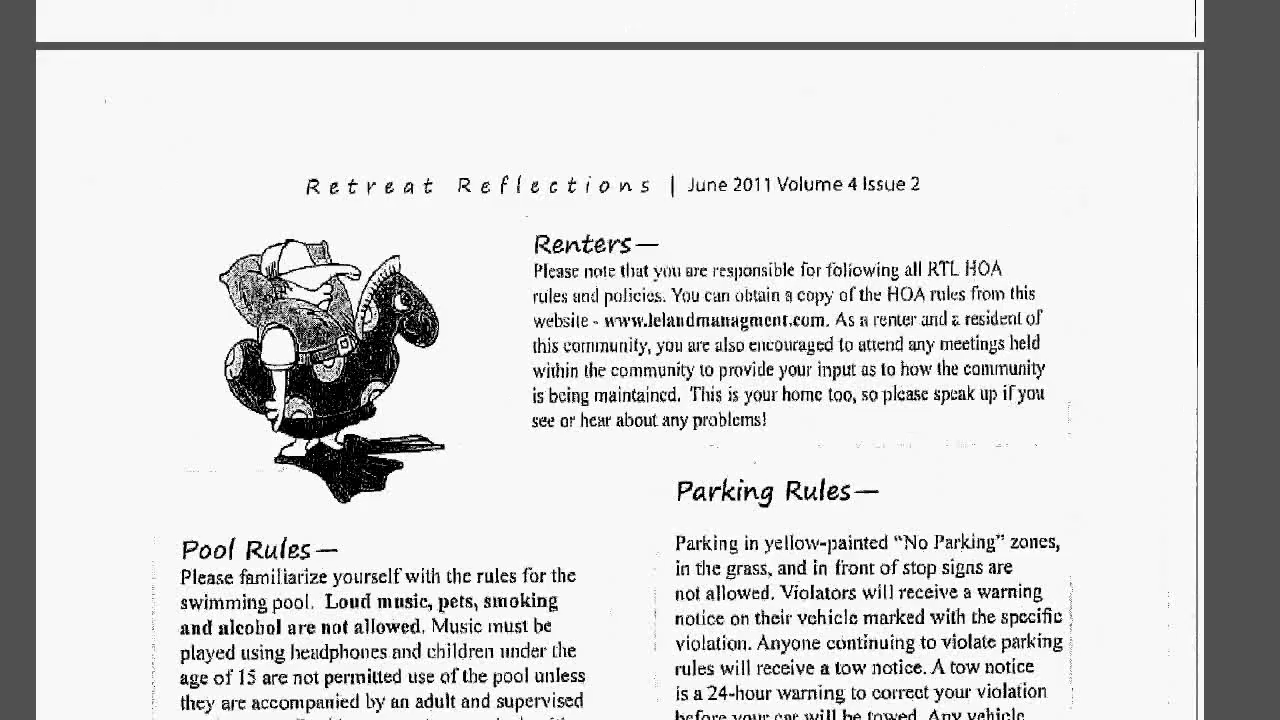 Retreat Reflections | June 2011 Volume 4 Issue 2
Renters—
Please note that you are responsible for following all RTL HOA
rules and policies. You can obtain a copy of the HOA rules from this
website - www.lelandmanagment.com. As a renter and a resident of
this community, you are also encouraged to attend any meetings held
within the community to provide your input as to how the community
is being maintained. This is your home too, so please speak up if you
see or hear about any problems!
Pool Rules—
Please familiarize yourself with the rules for the
swimming pool. Loud music, pets, smoking
and alcohol are not allowed. Music must be
played using headphones and children under the
age of 15 are not permitted use of the pool unless
they are accompanied by an adult and supervised
Parking Rules—
Parking in yellow-painted “No Parking” zones,
in the grass, and in front of stop signs are
not allowed. Violators will receive a warning
notice on their vehicle marked with the specific
violation. Anyone continuing to violate parking
rules will receive a tow notice. A tow notice
is a 24-hour warning to correct your violation
before your car will be towed. Any vehicle